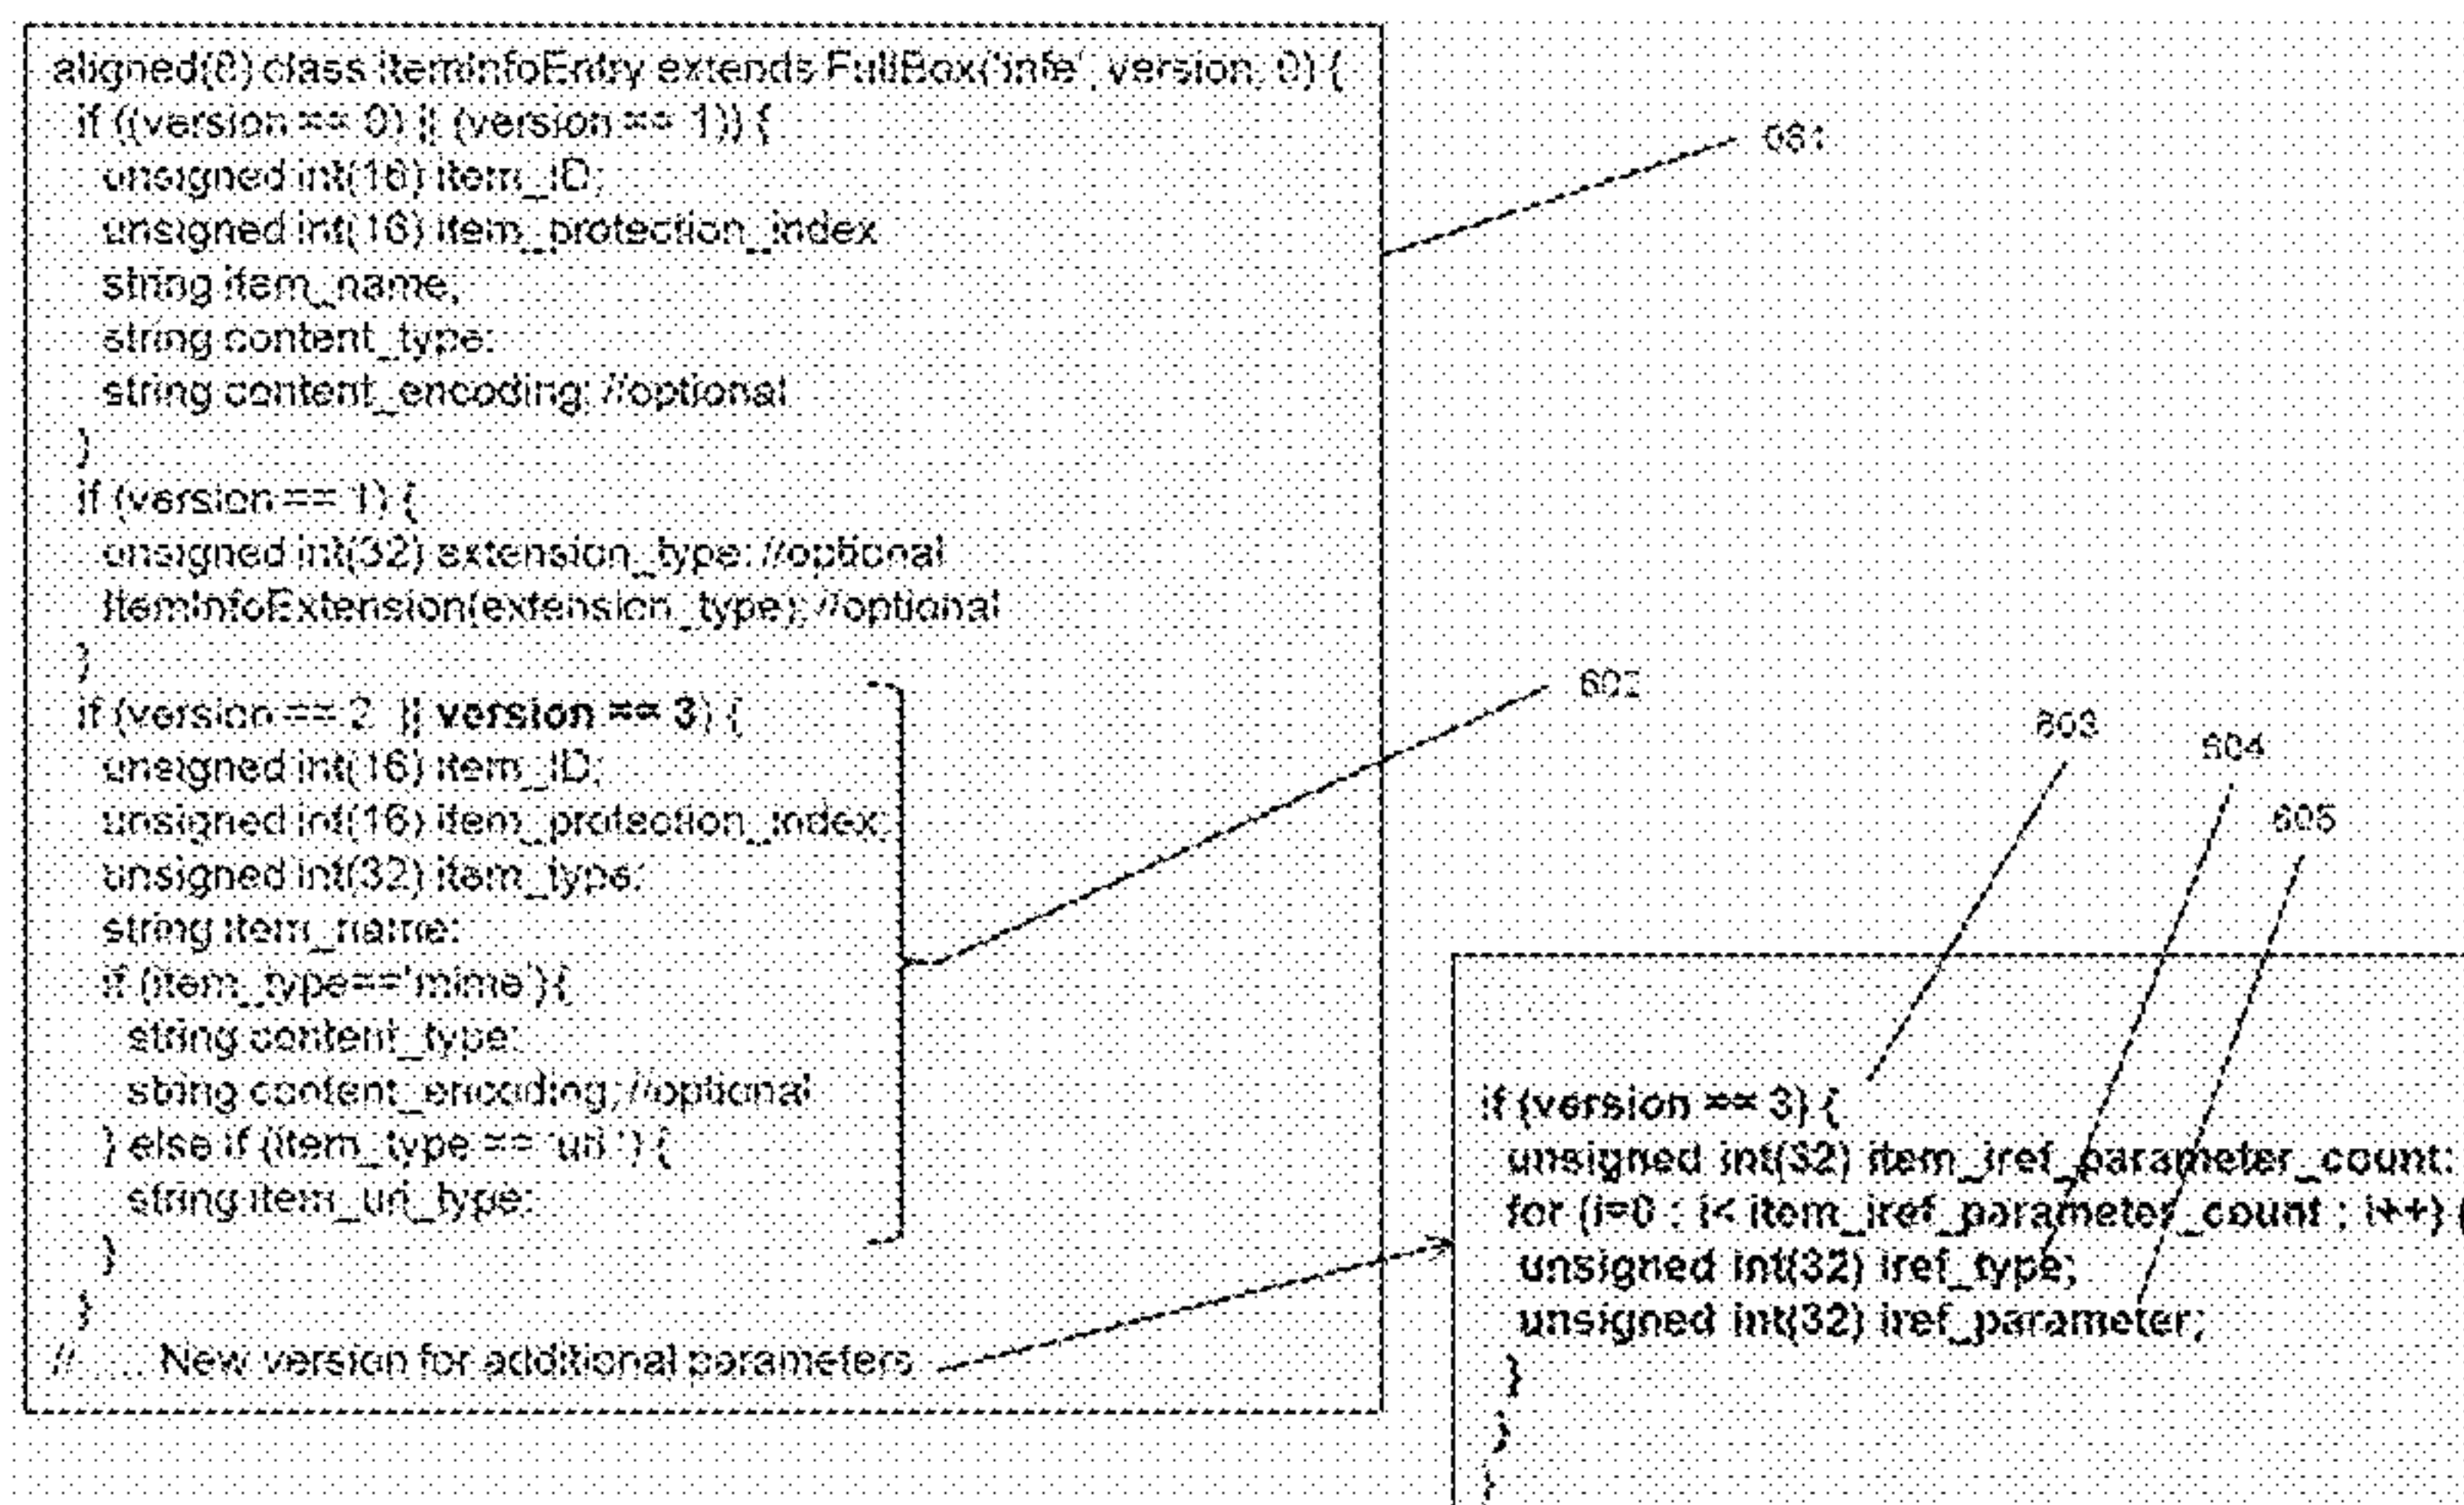 aligned(8) class ItemInfoEntry extends FullBox('infe', version, 0) {
if ((version == 0) || (version == 1)) {
unsigned int(16) item_ID;
unsigned int(16) item_protection_index
string item_name;
string content_type;
string content_encoding; //optional
}
if (version == 1) {
unsigned int(32) extension_type; //optional
ItemInfoExtension(extension_type); //optional
}
if (version == 2 || version == 3) {
unsigned int(16) item_ID;
unsigned int(16) item_protection_index;
unsigned int(32) item_type;
string item_name;
if (item_type=='mime'){
string content_type;
string content_encoding; //optional
} else if (item_type == 'uri ') {
string item_uri_type;
}
}
// .... New version for additional parameters
601
602
603
604
605
if (version == 3) {
unsigned int(32) item_iref_parameter_count;
for (i=0 ; i< item_iref_parameter_count ; i++) {
unsigned int(32) iref_type;
unsigned int(32) iref_parameter;
}
}
}